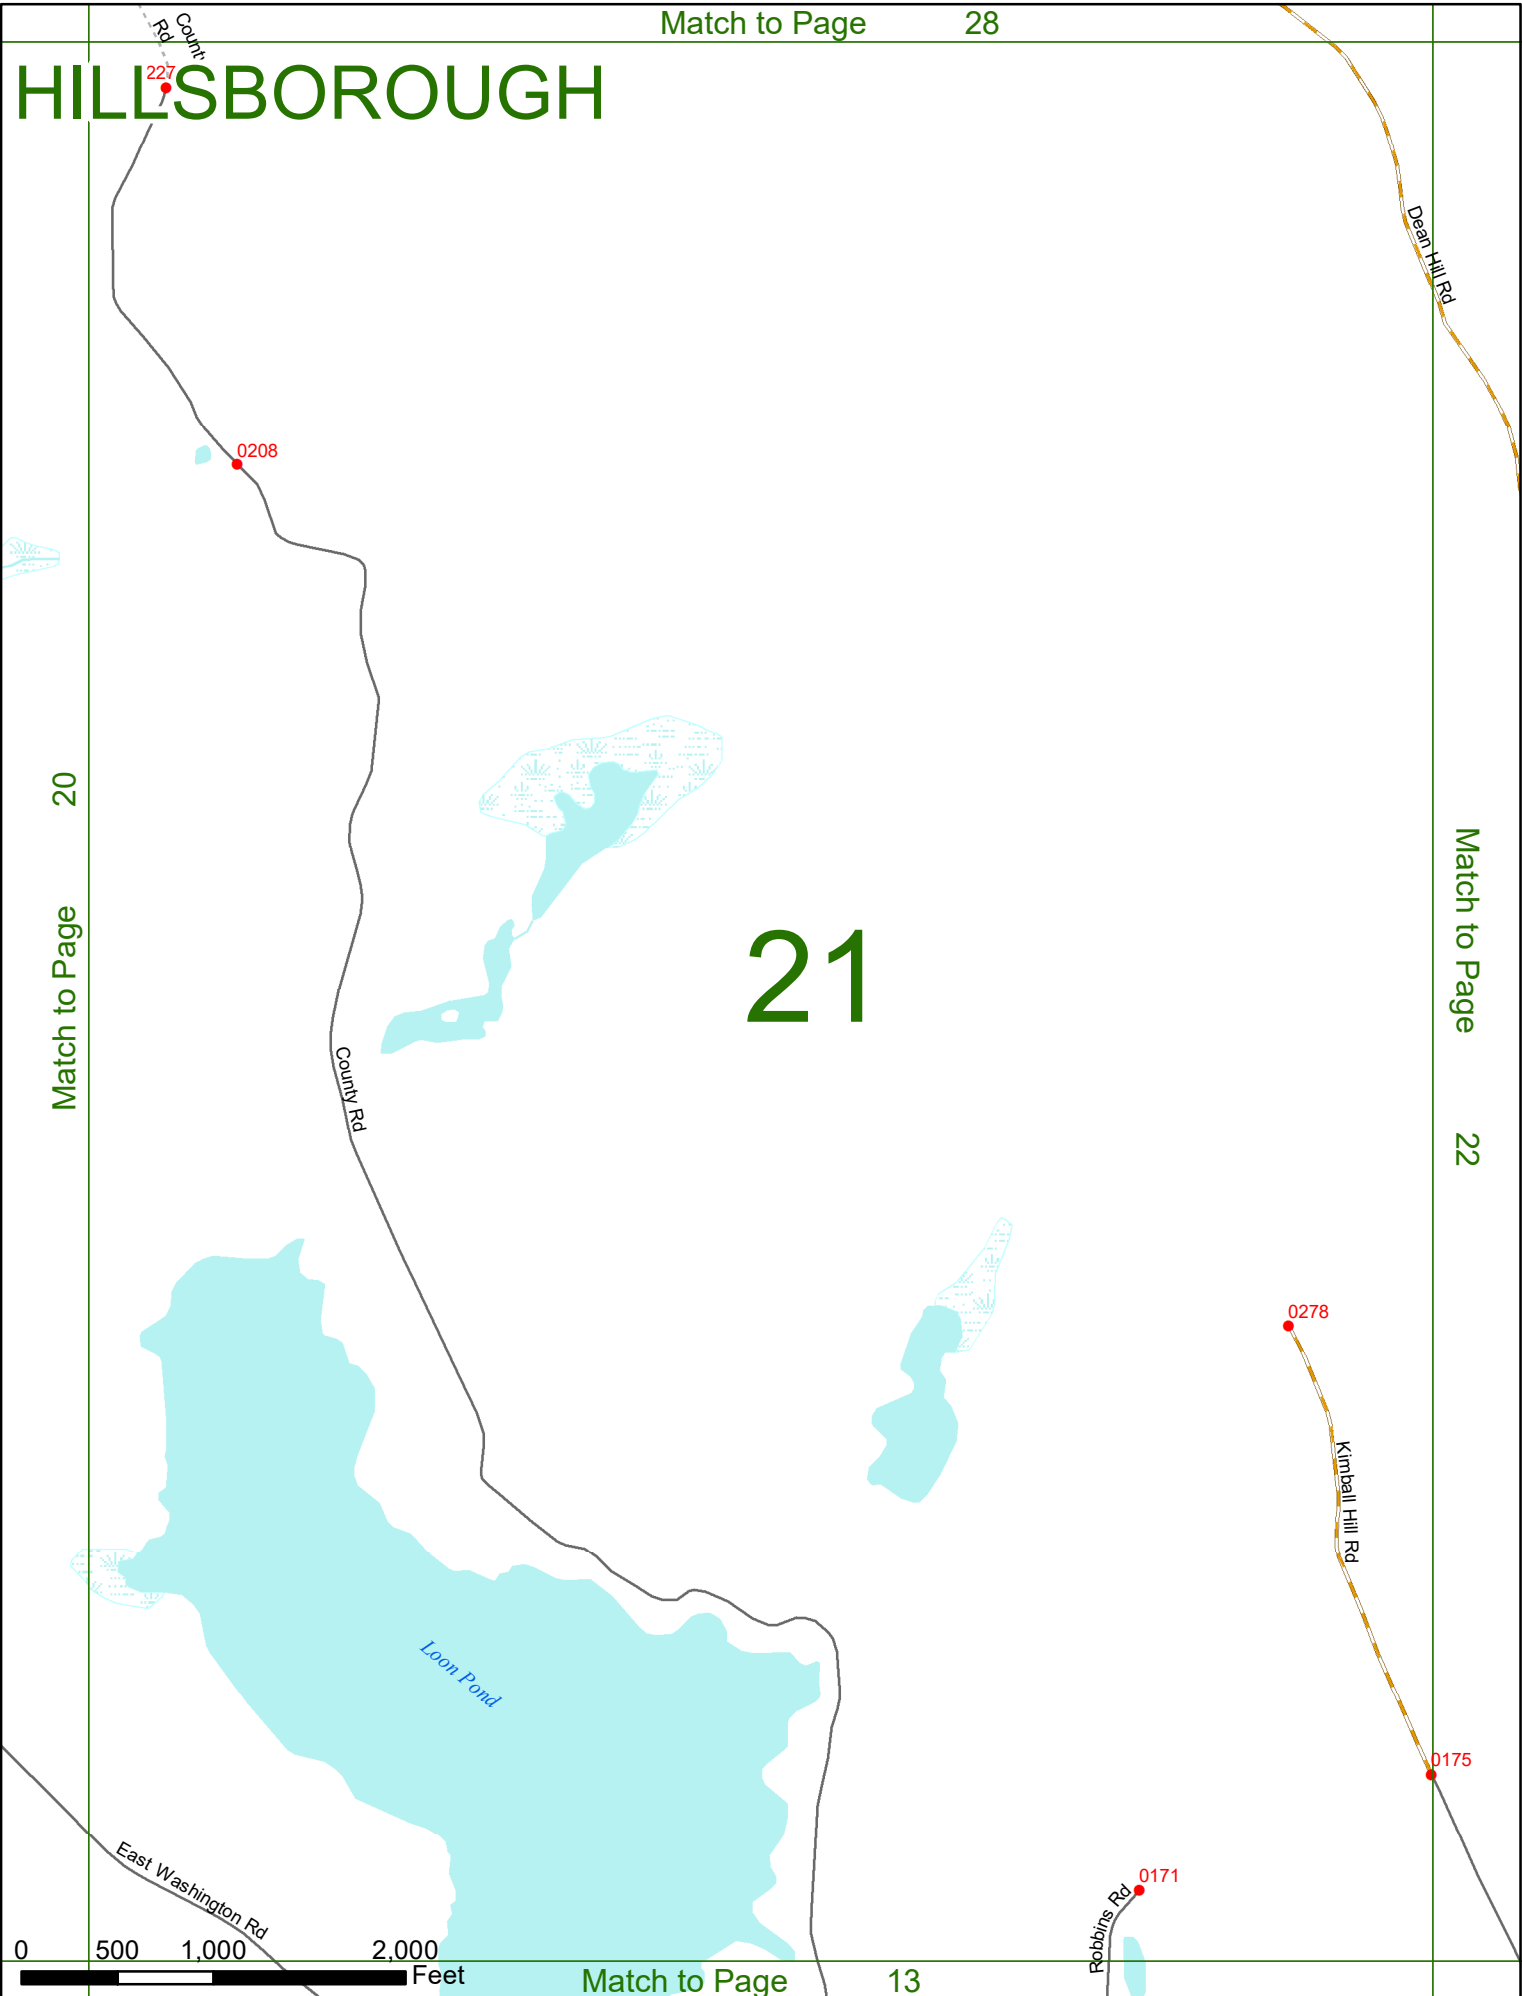 Match to Page 28
Rd
HILLSBOROUGH
227
Dean Hill Rd
0208
Match to Page 20
21
Match to Page 22
County Rd
0278
Kimball Hill Rd
Loon Pond
0175
East Washington Rd
0171
Robbins Rd
0 500 1,000 2,000
Feet
Match to Page 13